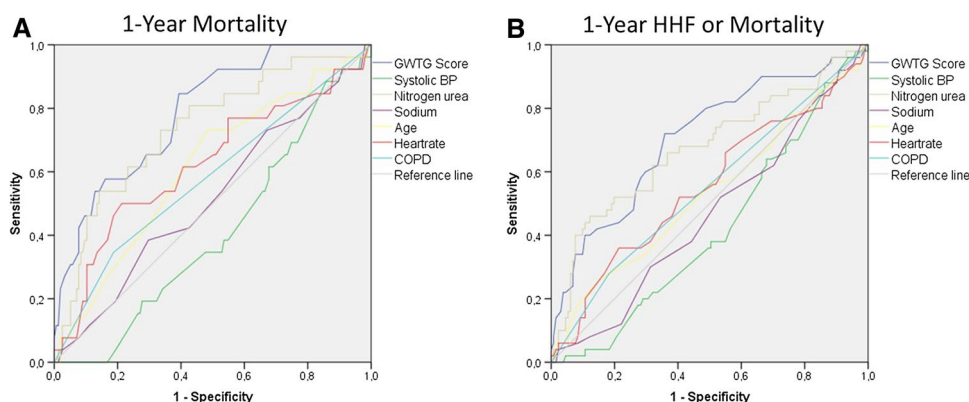 A
1-Year Mortality
1,0
0,8
0,6
0,4
0,2
0,0
Sensitivity
0,0 0,2 0,4 0,6 0,8 1,0
1 - Specificity
GWTG Score
Systolic BP
Nitrogen urea
Sodium
Age
Heartrate
COPD
Reference line
B
1-Year HHF or Mortality
1,0
0,8
0,6
0,4
0,2
0,0
Sensitivity
0,0 0,2 0,4 0,6 0,8 1,0
1 - Specificity
GWTG Score
Systolic BP
Nitrogen urea
Sodium
Age
Heartrate
COPD
Reference line